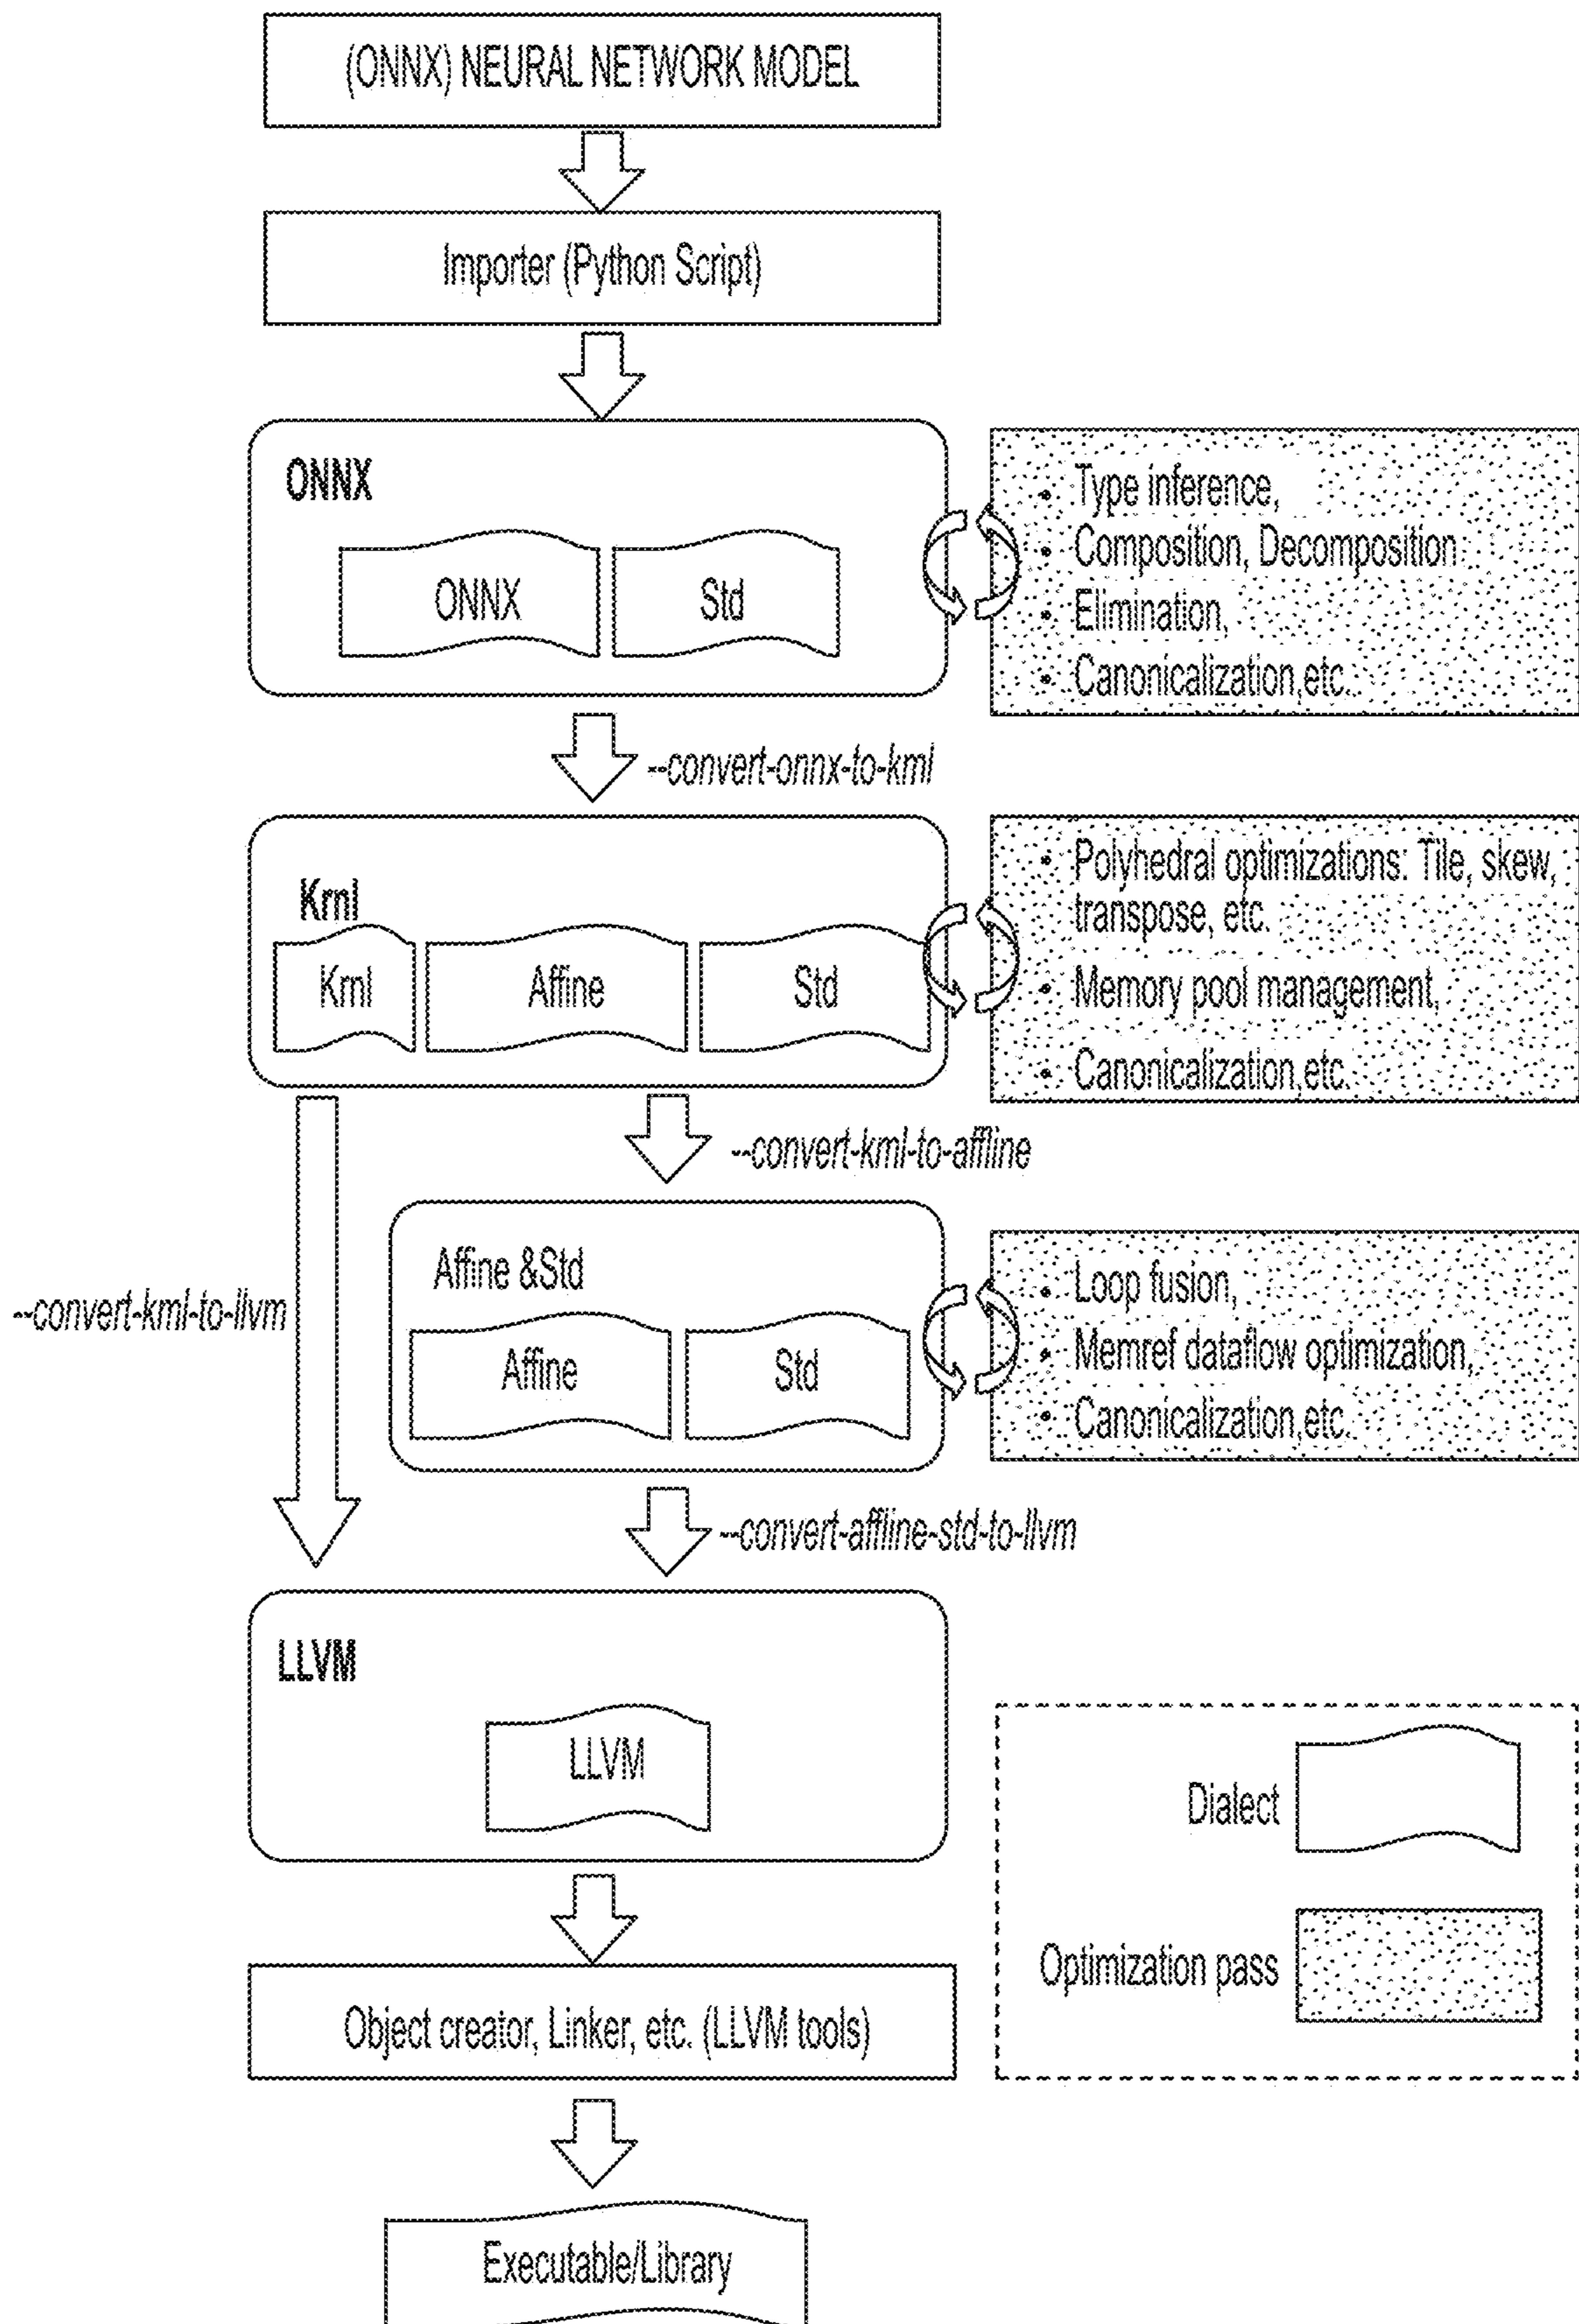 (ONNX) NEURAL NETWORK MODEL
Importer (Python Script)
ONNX
ONNX
Std
• Type inference,
• Composition, Decomposition
• Elimination,
• Canonicalization,etc.
--convert-onnx-to-kml
Krnl
Krnl
Affine
Std
• Polyhedral optimizations: Tile, skew,
transpose, etc.
• Memory pool management,
• Canonicalization,etc.
--convert-kml-to-affline
--convert-kml-to-llvm
Affine &Std
Affine
Std
• Loop fusion,
• Memref dataflow optimization,
• Canonicalization,etc.
--convert-affline-std-to-llvm
LLVM
LLVM
Dialect
Optimization pass
Object creator, Linker, etc. (LLVM tools)
Executable/Library